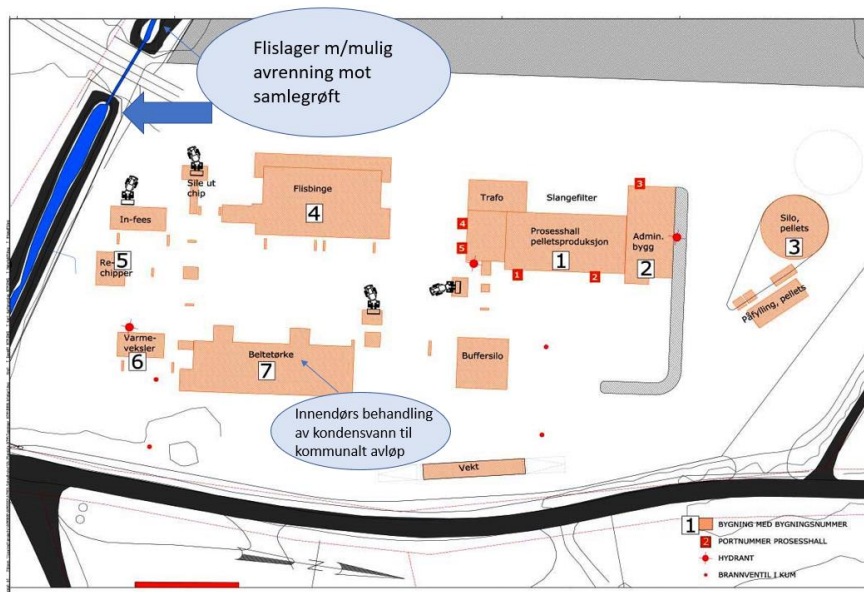 Flislager m/mulig
avrenning mot
samlegrøft
Sile ut
chip
Flisbinge
4
In-fees
5
Re-
chipper
Trafo
Slangefilter
3
4
5
Prosesshall
pelletsproduksjon
1
Admin.
bygg
2
1
2
Silo,
pellets
3
Påfylling, pellets
Varme-
veksler
6
Beltetørke
7
Buffersilo
Innendørs behandling
av kondensvann til
kommunalt avløp
Vekt
N
1 BYGNING MED BYGNINGSNUMMER
2 PORTNUMMER PROSESSHALL
HYDRANT
BRANNVENTIL I KUM